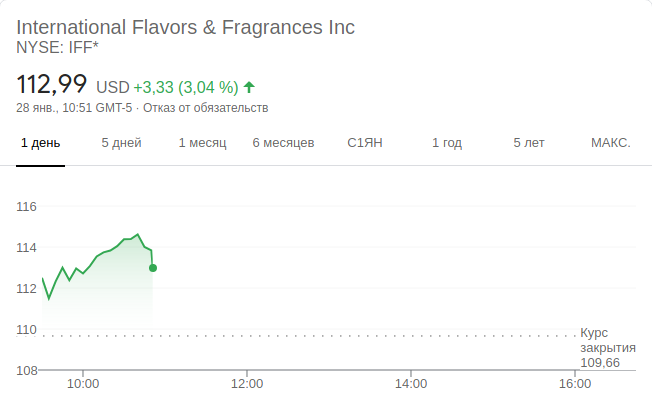 International Flavors & Fragrances Inc
NYSE: IFF*
112,99 USD +3,33 (3,04 %)
28 янв., 10:51 GMT-5 · Отказ от обязательств
1 день 5 дней 1 месяц 6 месяцев С1ЯН 1 год 5 лет МАКС.
116
114
112
110
Курс
закрытия
109,66
108
10:00 12:00 14:00 16:00